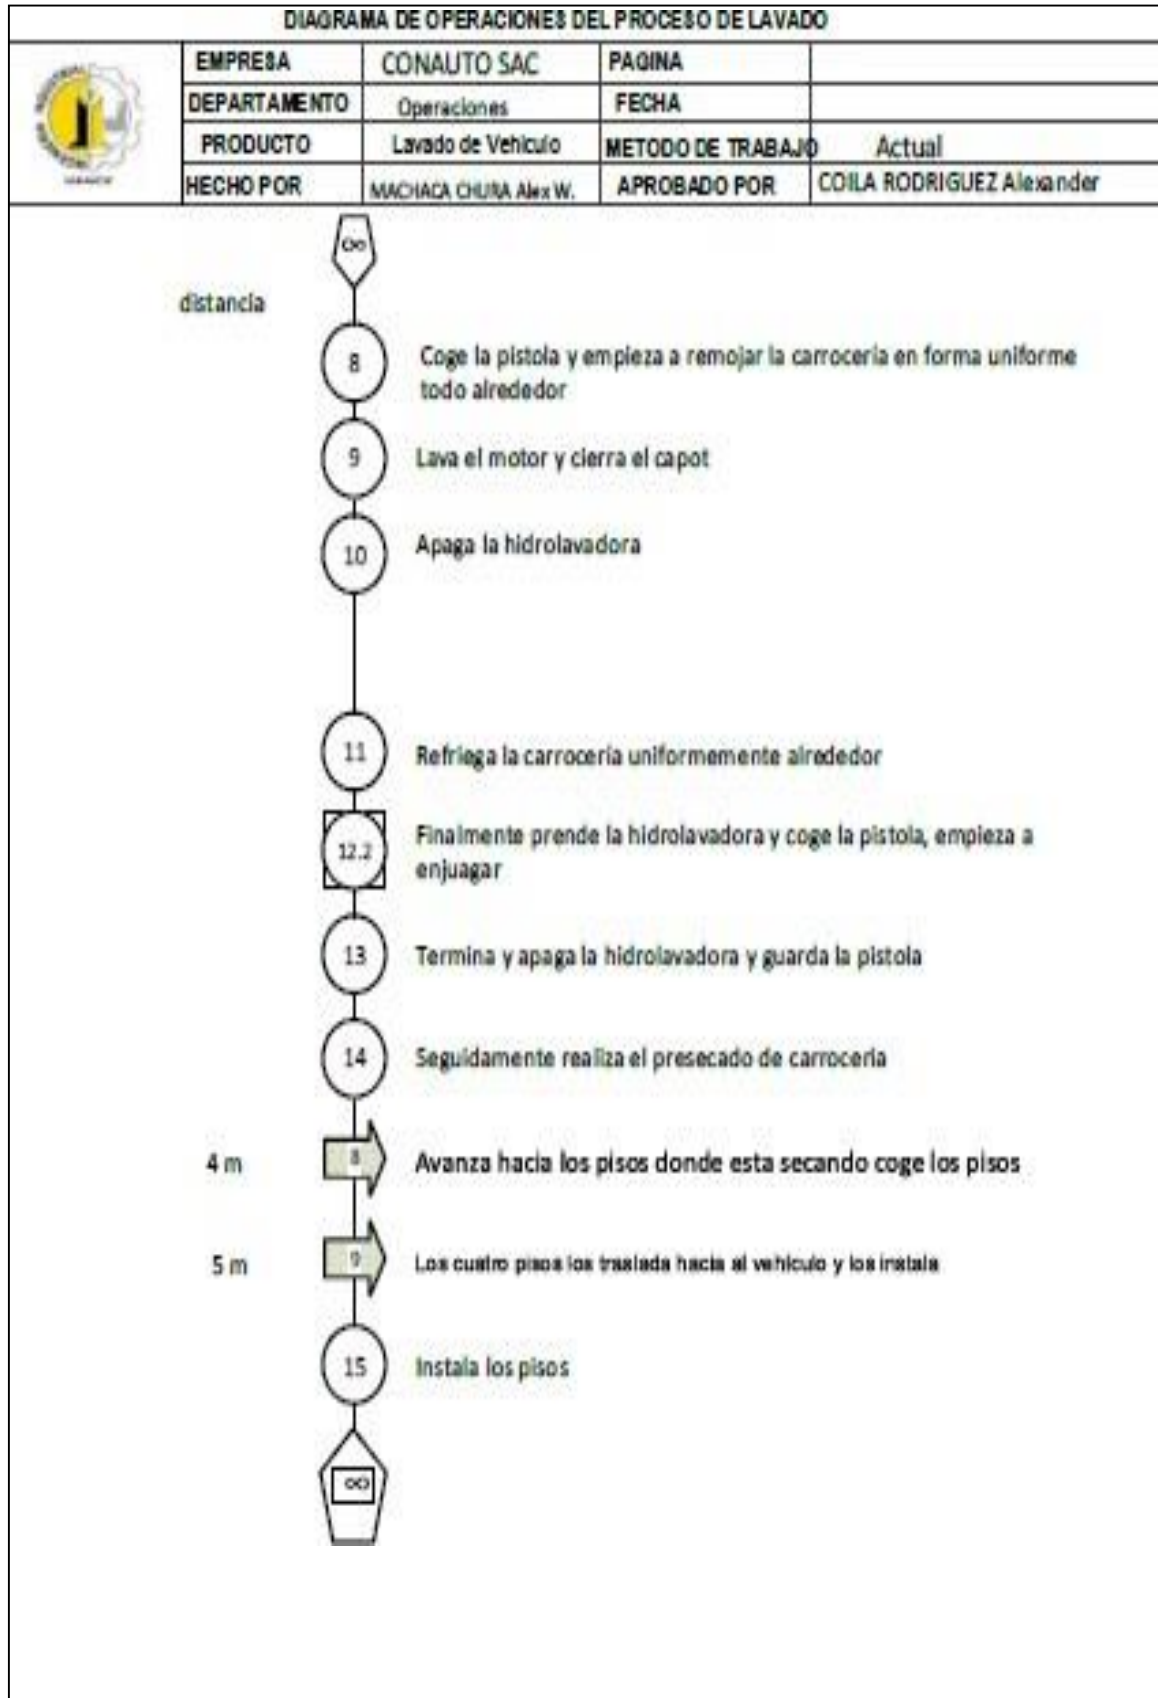 DIAGRAMA DE OPERACIONES DEL PROCESO DE LAVADO
EMPRESA CONAUTO SAC PAGINA
DEPARTAMENTO Operaciones FECHA
PRODUCTO Lavado de Vehiculo METODO DE TRABAJO Actual
HECHO POR MACHACA CHURA Alex W. APROBADO POR COILA RODRIGUEZ Alexander
∞
distancia
8 Coge la pistola y empieza a remojar la carroceria en forma uniforme
todo alrededor
9 Lava el motor y cierra el capot
10 Apaga la hidrolavadora
11 Refriega la carroceria uniformemente alrededor
12.2 Finalmente prende la hidrolavadora y coge la pistola, empieza a
enjuagar
13 Termina y apaga la hidrolavadora y guarda la pistola
14 Seguidamente realiza el presecado de carroceria
4 m 8 Avanza hacia los pisos donde esta secando coge los pisos
5 m 9 Los cuatro pisos los traslada hacia al vehiculo y los instala
15 Instala los pisos
∞